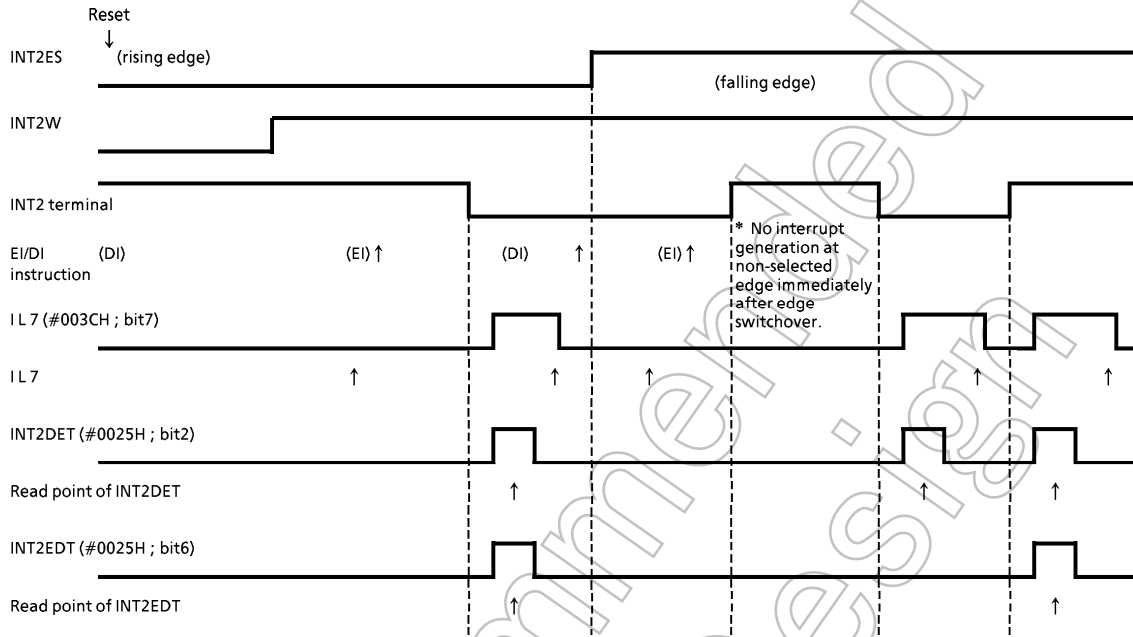 Reset
INT2ES
(rising edge)
(falling edge)
INT2W
INT2 terminal
EI/DI (DI) (EI) (DI) (EI)
instruction
* No interrupt
generation at
non-selected
edge immediately
after edge
switchover.
I L 7 (#003CH ; bit7)
I L 7
INT2DET (#0025H ; bit2)
Read point of INT2DET
INT2EDT (#0025H ; bit6)
Read point of INT2EDT